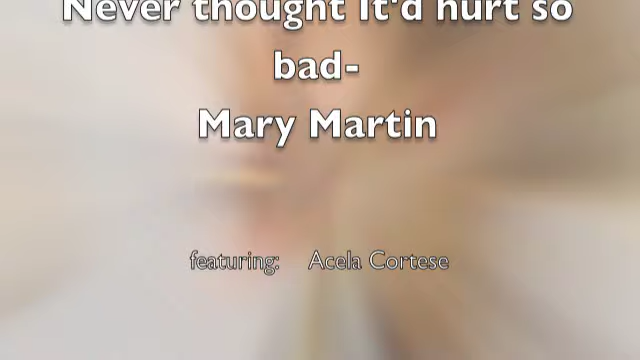 Never thought It'd hurt so
bad-
Mary Martin
featuring: Acela Cortese